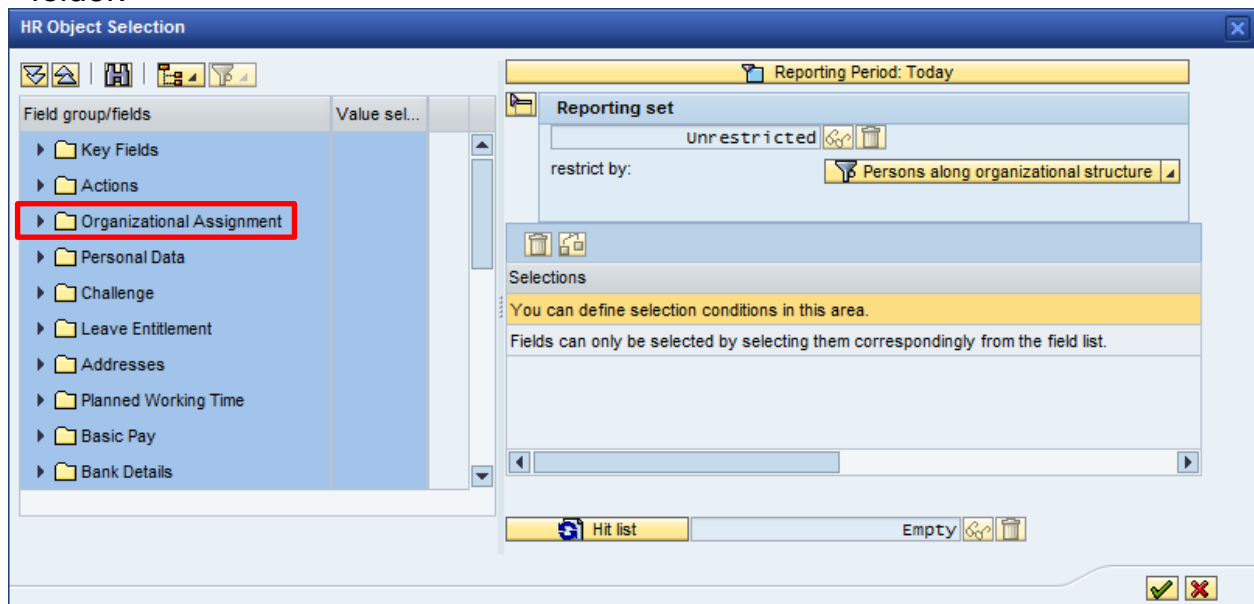 folder.
HR Object Selection
Reporting Period: Today
Field group/fields
Value sel...
Reporting set
Key Fields
Unrestricted
Actions
restrict by:
Persons along organizational structure
Organizational Assignment
Personal Data
Challenge
Selections
You can define selection conditions in this area.
Leave Entitlement
Fields can only be selected by selecting them correspondingly from the field list.
Addresses
Planned Working Time
Basic Pay
Bank Details
Hit list
Empty